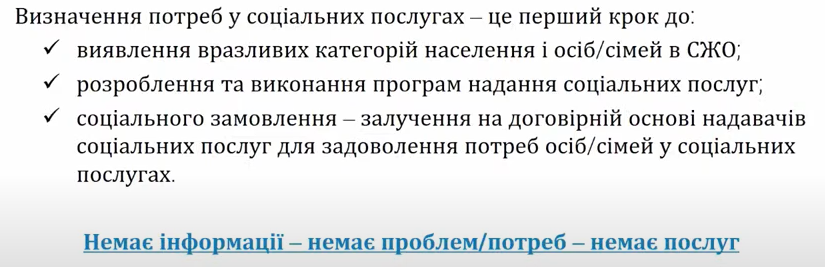 Визначення потреб у соціальних послугах – це перший крок до:
✓ виявлення вразливих категорій населення і осіб/сімей в СЖО;
✓ розроблення та виконання програм надання соціальних послуг;
✓ соціального замовлення – залучення на договірній основі надавачів
соціальних послуг для задоволення потреб осіб/сімей у соціальних
послугах.
Немає інформації – немає проблем/потреб – немає послуг